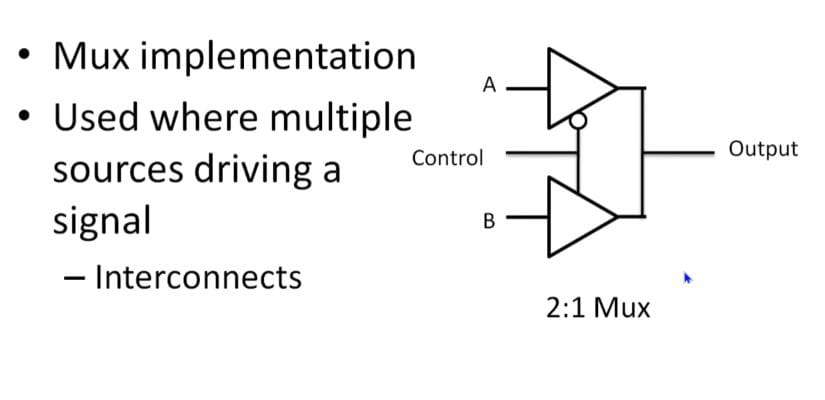 • Mux implementation
• Used where multiple
sources driving a
signal
– Interconnects
A
Control
B
Output
2:1 Mux